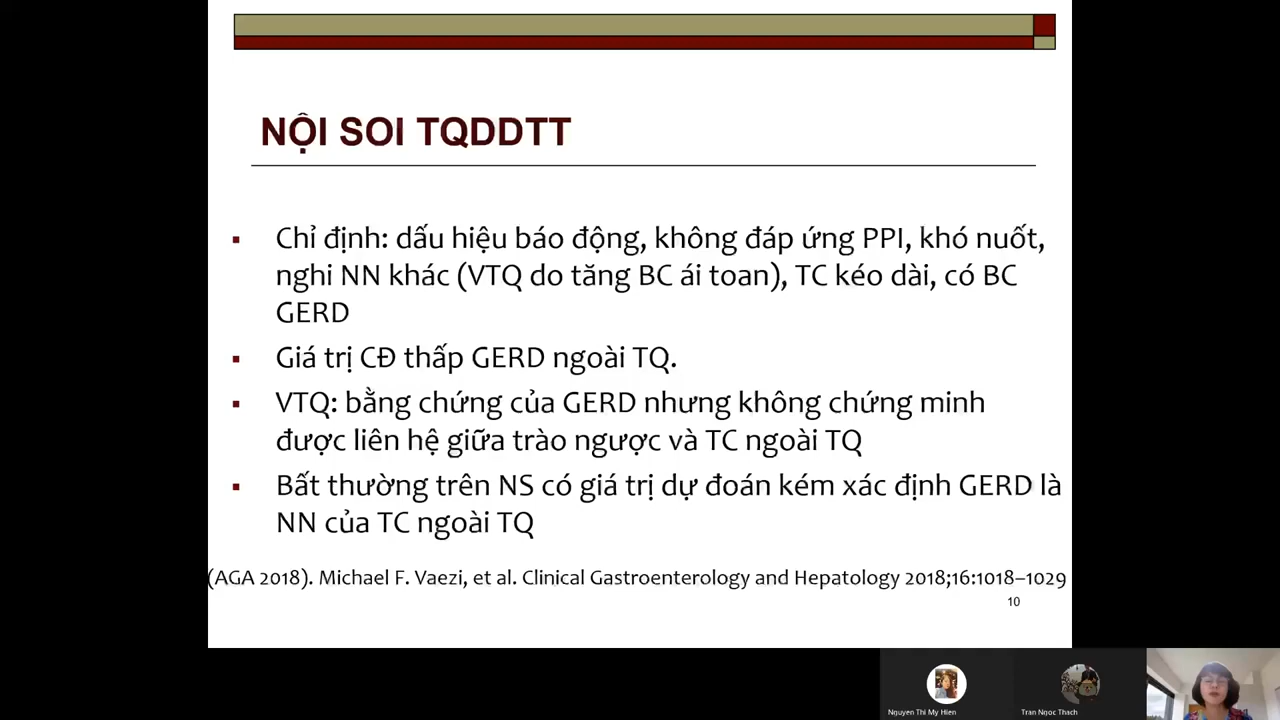 NỘI SOI TQDDTT
▪ Chỉ định: dấu hiệu báo động, không đáp ứng PPI, khó nuốt,
nghi NN khác (VTQ do tăng BC ái toan), TC kéo dài, có BC
GERD
▪ Giá trị CĐ thấp GERD ngoài TQ.
▪ VTQ: bằng chứng của GERD nhưng không chứng minh
được liên hệ giữa trào ngược và TC ngoài TQ
▪ Bất thường trên NS có giá trị dự đoán kém xác định GERD là
NN của TC ngoài TQ
(AGA 2018). Michael F. Vaezi, et al. Clinical Gastroenterology and Hepatology 2018;16:1018–1029
10
Nguyen Thi My Hien
Tran Ngoc Thach